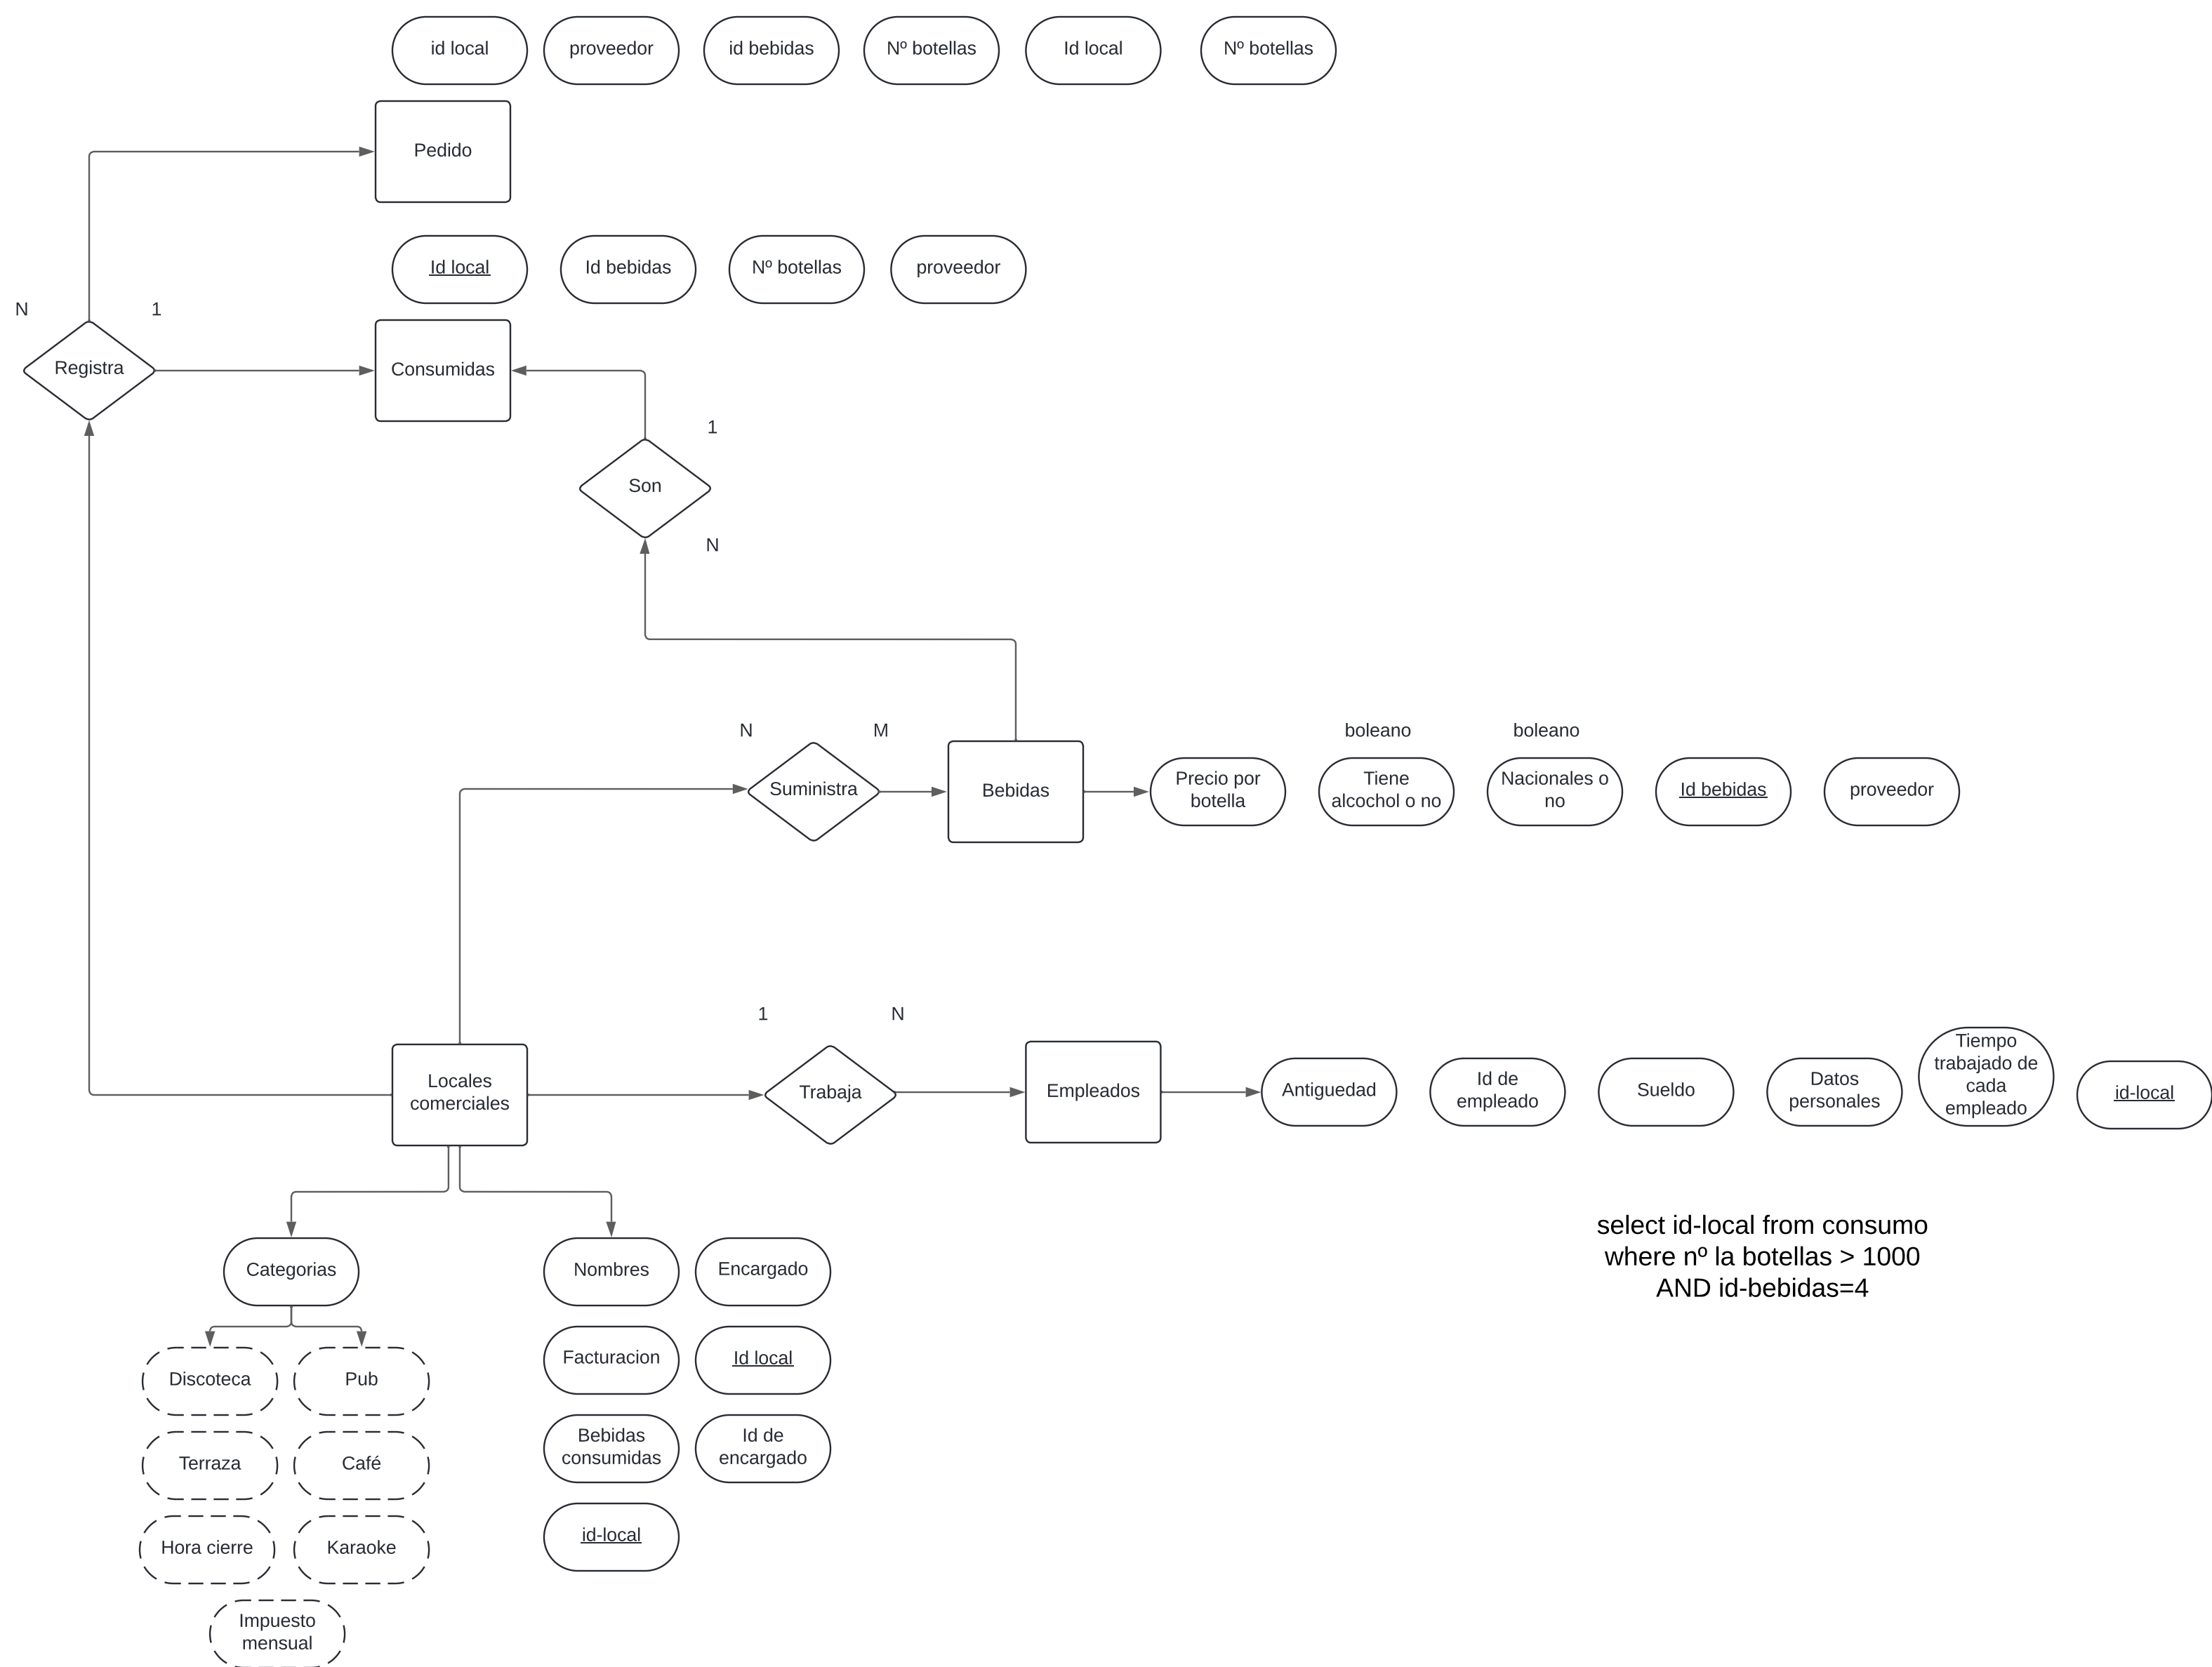 id local
proveedor
id bebidas
Nº botellas
Id local
Nº botellas
Pedido
Id local
Id bebidas
Nº botellas
proveedor
N
1
Registra
Consumidas
1
Son
N
N
M
boleano
boleano
Suministra
Bebidas
Precio por
botella
Tiene
alcochol o no
Nacionales o
no
Id bebidas
proveedor
1
N
Locales
comerciales
Trabaja
Empleados
Antiguedad
Id de
empleado
Sueldo
Datos
personales
Tiempo
trabajado de
cada
empleado
id-local
select id-local from consumo
where nº la botellas > 1000
AND id-bebidas=4
Categorias
Nombres
Encargado
Discoteca
Pub
Facturacion
Id local
Terraza
Café
Bebidas
consumidas
Id de
encargado
Hora cierre
Karaoke
id-local
Impuesto
mensual